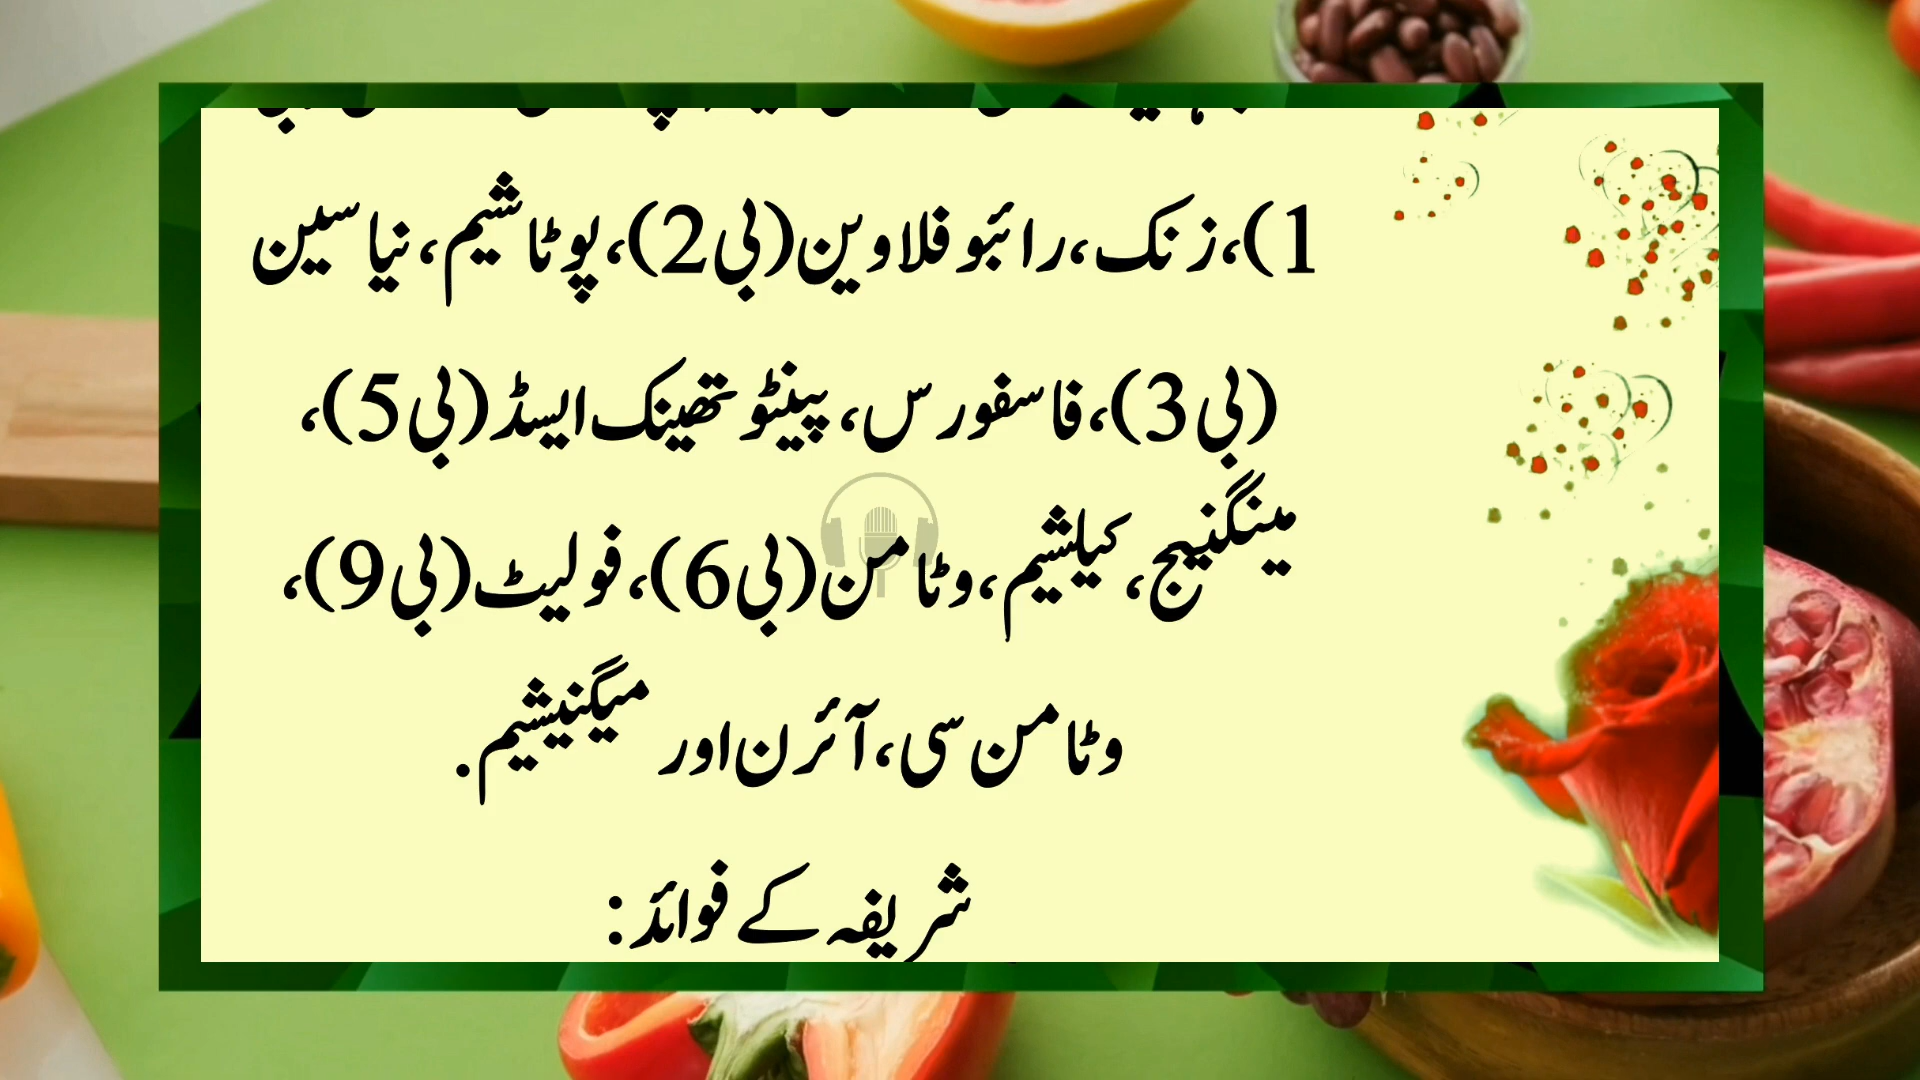 1)، زنک، رائبو فلاوین (بی 2)، پوٹاشیم، نیاسین
(بی 3)، فاسفورس، پینٹو تھینک ایسڈ (بی 5)،
مینگنیج، کیلشیم، وٹامن (بی 6)، فولیٹ (بی 9)،
وٹامن سی، آئرن اور میگنیشیم.
شریفہ کے فوائد: